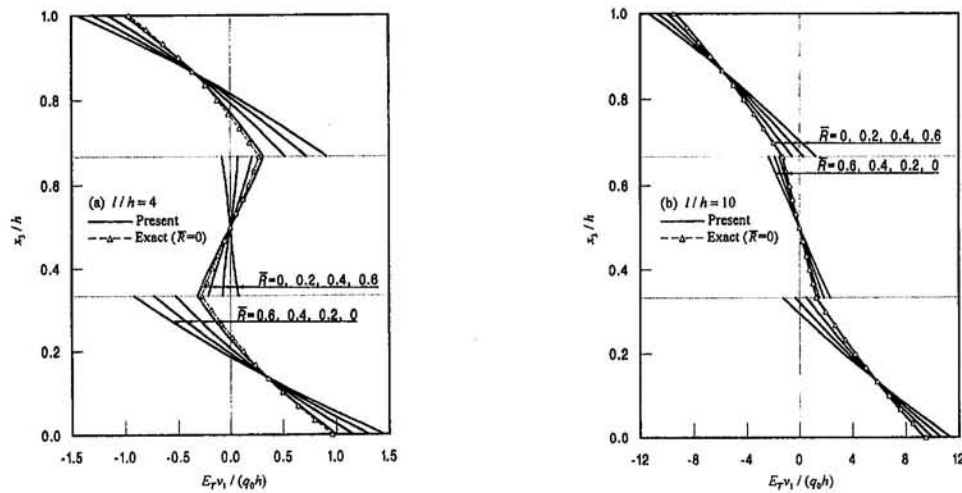 1.0
0.8
0.6
0.4
0.2
0.0
x₃/h
(a) l/h=4
Present
Exact (R̅=0)
R̅=0, 0.2, 0.4, 0.6
R̅=0.6, 0.4, 0.2, 0
-1.5 -1.0 -0.5 0.0 0.5 1.0 1.5
E_T v₁ / (q₀h)
1.0
0.8
0.6
0.4
0.2
0.0
x₃/h
R̅=0, 0.2, 0.4, 0.6
R̅=0.6, 0.4, 0.2, 0
(b) l/h=10
Present
Exact (R̅=0)
-12 -8 -4 0 4 8 12
E_T v₁ / (q₀h)